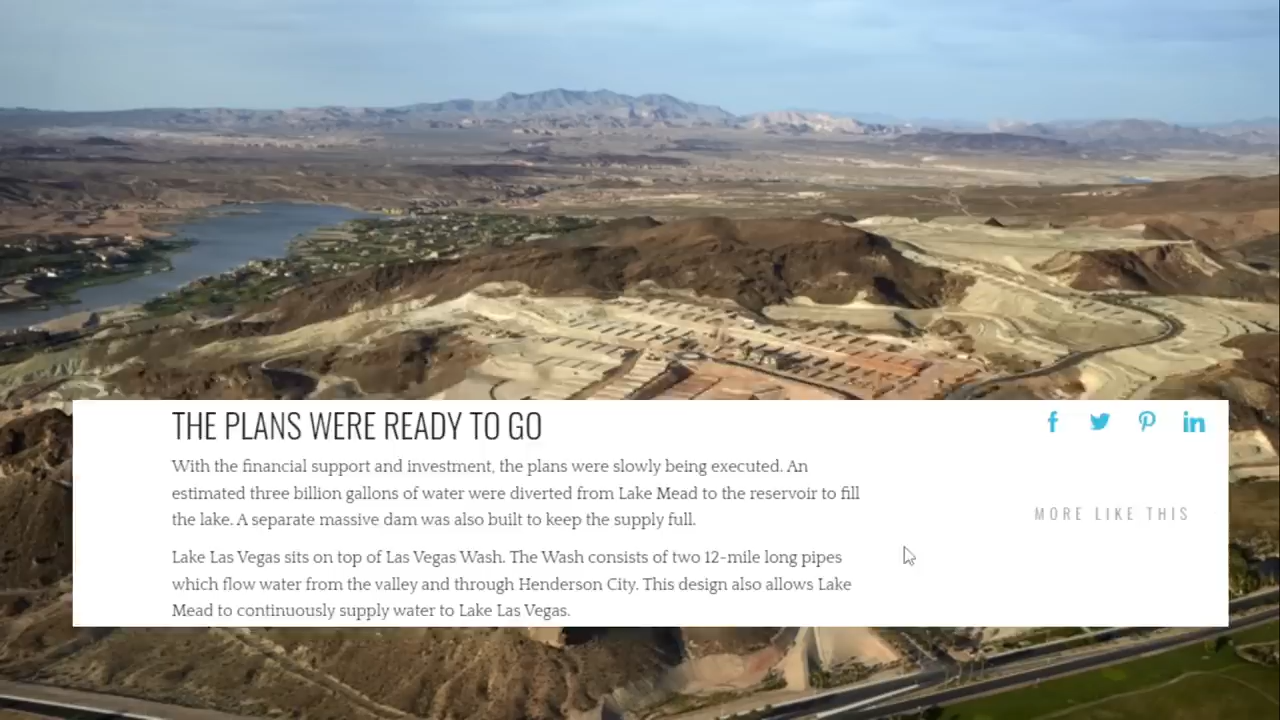 THE PLANS WERE READY TO GO
With the financial support and investment, the plans were slowly being executed. An
estimated three billion gallons of water were diverted from Lake Mead to the reservoir to fill
the lake. A separate massive dam was also built to keep the supply full.
MORE LIKE THIS
Lake Las Vegas sits on top of Las Vegas Wash. The Wash consists of two 12-mile long pipes
which flow water from the valley and through Henderson City. This design also allows Lake
Mead to continuously supply water to Lake Las Vegas.